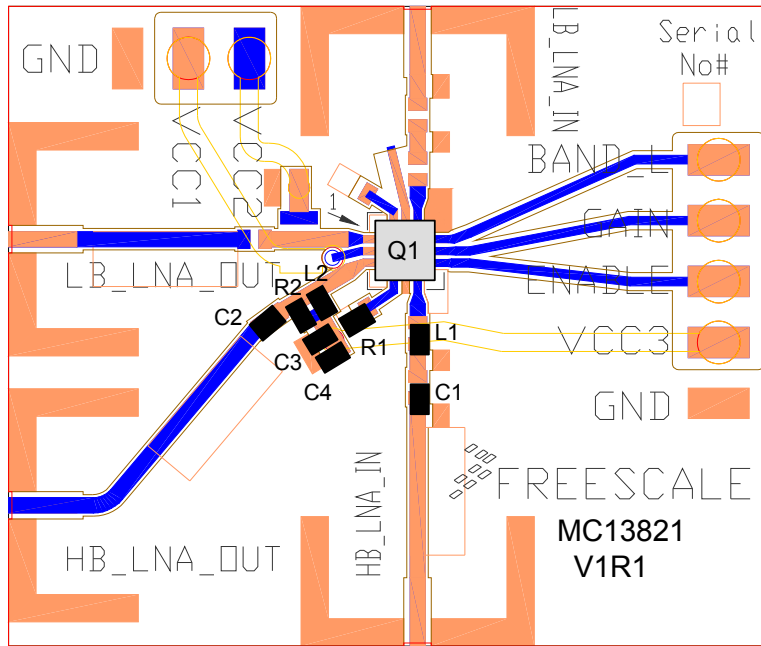 GND
VCC1
VCC2
LB_LNA_IN
Serial
No#
BAND_L
GAIN
ENABLE
VCC3
GND
1
Q1
LB_LNA_OUT
L2
R2
C2
C3
C4
R1
L1
C1
HB_LNA_IN
HB_LNA_OUT
FREESCALE
MC13821
V1R1